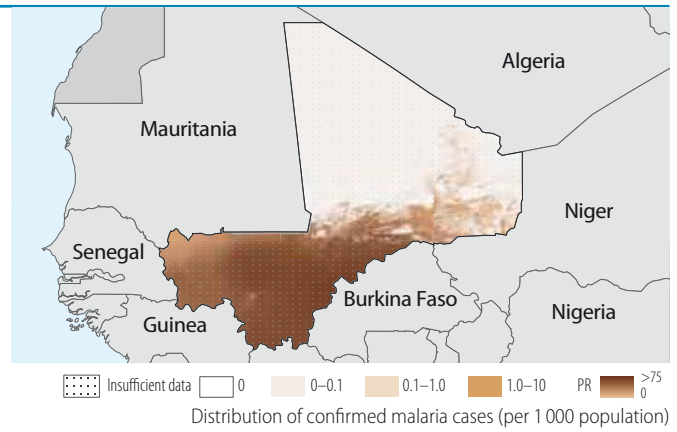 Algeria
Mauritania
Niger
Senegal
Burkina Faso
Nigeria
Guinea
Insufficient data 0 0–0.1 0.1–1.0 1.0–10 PR >75
0
Distribution of confirmed malaria cases (per 1 000 population)